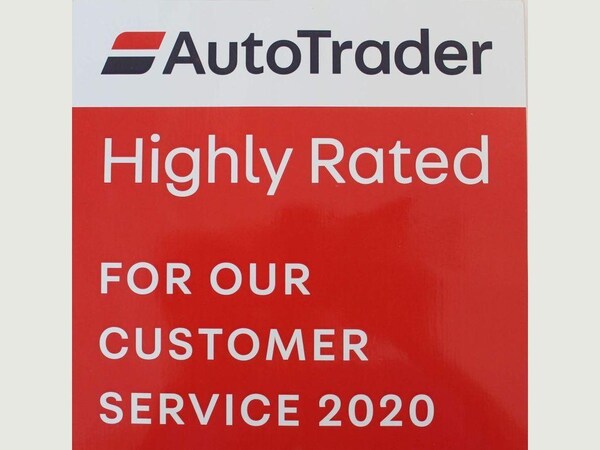 AutoTrader
Highly Rated
FOR OUR
CUSTOMER
SERVICE 2020